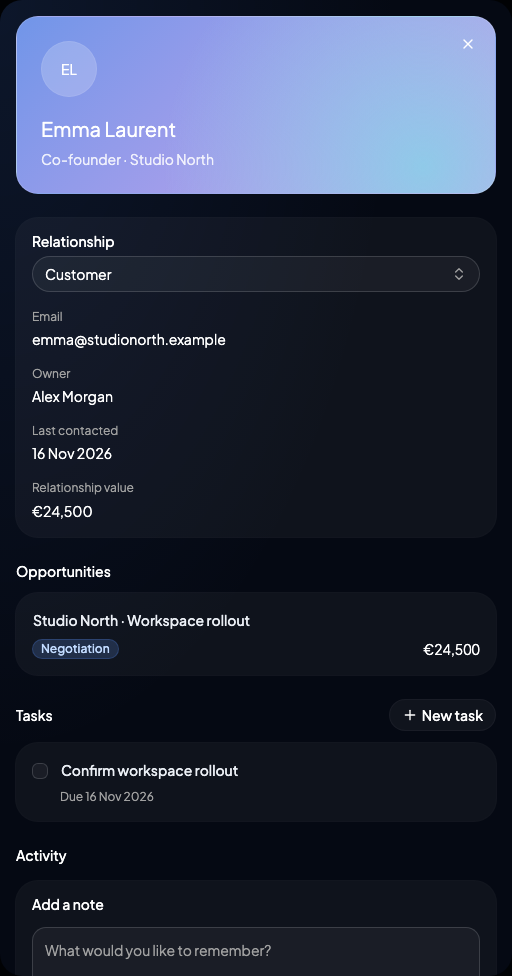 EL
Emma Laurent
Co-founder · Studio North
Relationship
Customer
Email
emma@studionorth.example
Owner
Alex Morgan
Last contacted
16 Nov 2026
Relationship value
€24,500
Opportunities
Studio North · Workspace rollout
Negotiation €24,500
Tasks + New task
Confirm workspace rollout
Due 16 Nov 2026
Activity
Add a note
What would you like to remember?